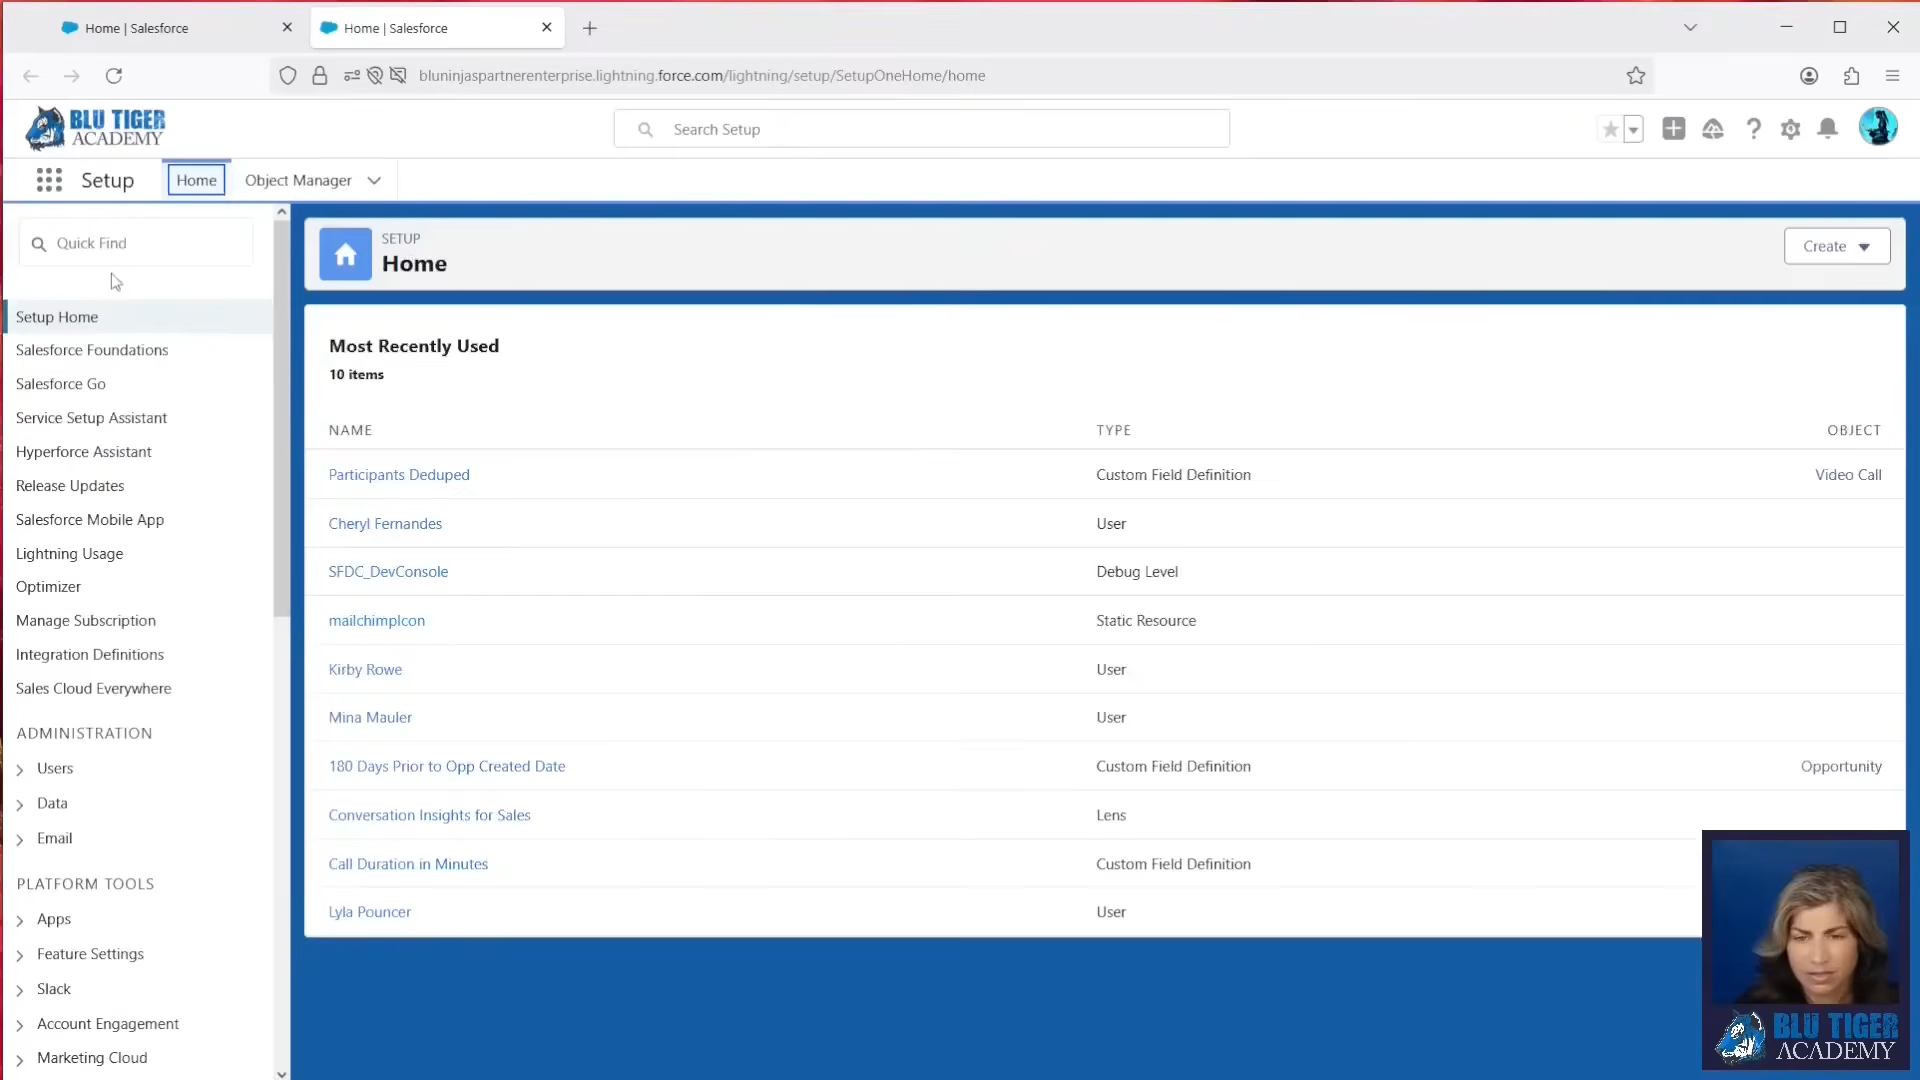 Home | Salesforce
Home | Salesforce
bluninjaspartnerenterprise.lightning.force.com/lightning/setup/SetupOneHome/home
BLU TIGER
ACADEMY
Search Setup
Setup
Home
Object Manager
Quick Find
Setup Home
Salesforce Foundations
Salesforce Go
Service Setup Assistant
Hyperforce Assistant
Release Updates
Salesforce Mobile App
Lightning Usage
Optimizer
Manage Subscription
Integration Definitions
Sales Cloud Everywhere
ADMINISTRATION
Users
Data
Email
PLATFORM TOOLS
Apps
Feature Settings
Slack
Account Engagement
Marketing Cloud
SETUP
Home
Create
Most Recently Used
10 items
NAME TYPE OBJECT
Participants Deduped Custom Field Definition Video Call
Cheryl Fernandes User
SFDC_DevConsole Debug Level
mailchimpIcon Static Resource
Kirby Rowe User
Mina Mauler User
180 Days Prior to Opp Created Date Custom Field Definition Opportunity
Conversation Insights for Sales Lens
Call Duration in Minutes Custom Field Definition
Lyla Pouncer User
BLU TIGER
ACADEMY